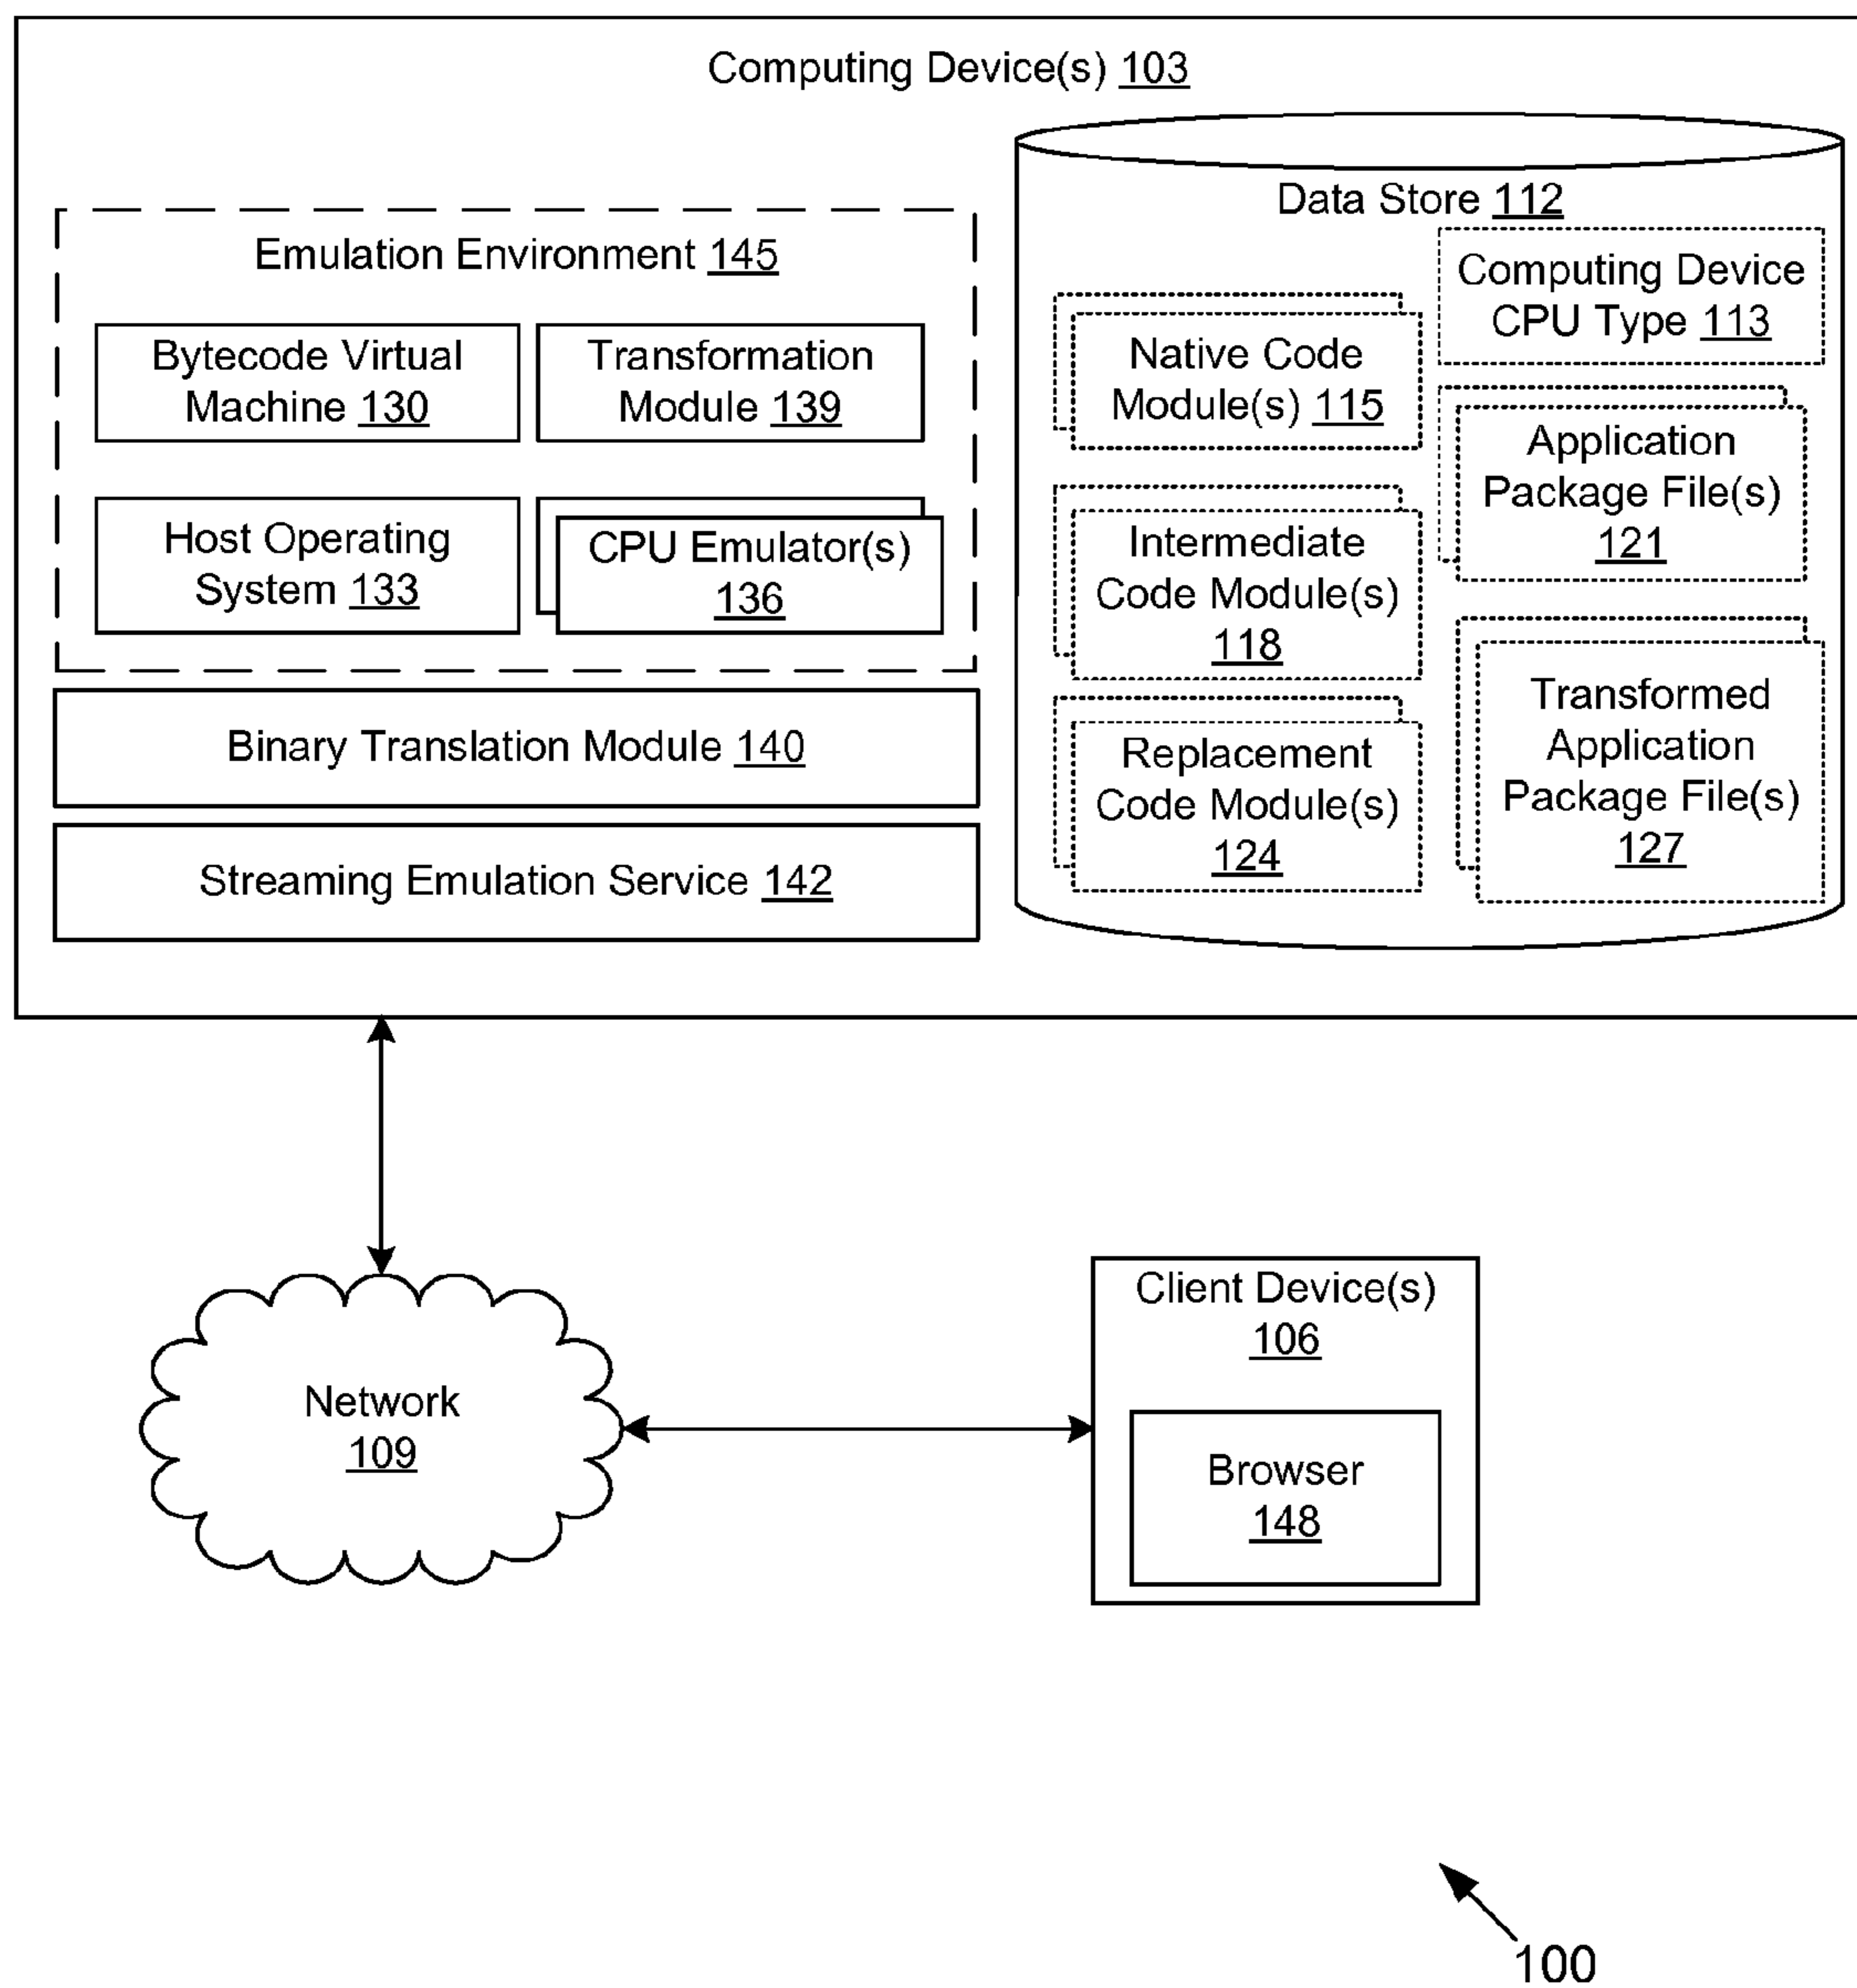 Computing Device(s) 103
Emulation Environment 145
Bytecode Virtual
Machine 130
Transformation
Module 139
Host Operating
System 133
CPU Emulator(s)
136
Binary Translation Module 140
Streaming Emulation Service 142
Data Store 112
Computing Device
CPU Type 113
Native Code
Module(s) 115
Application
Package File(s)
121
Intermediate
Code Module(s)
118
Transformed
Application
Package File(s)
127
Replacement
Code Module(s)
124
Network
109
Client Device(s)
106
Browser
148
100